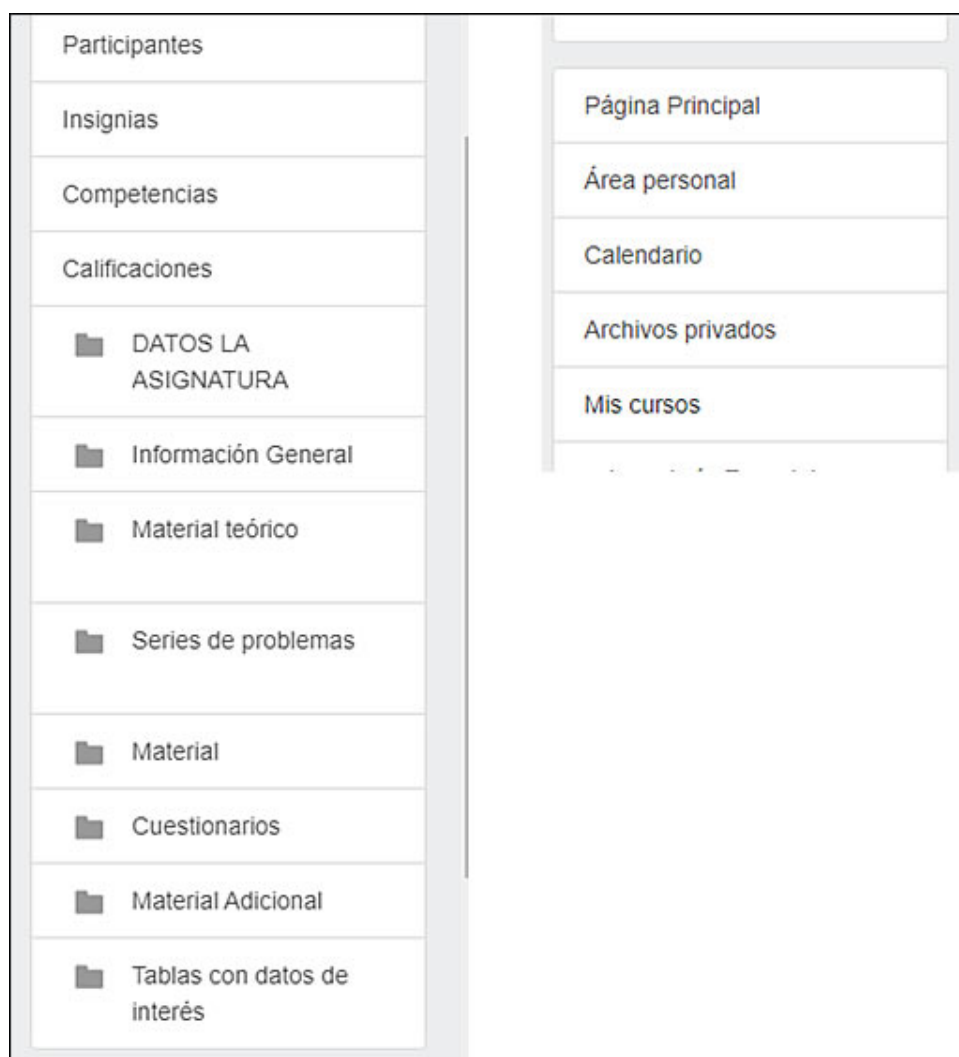 Participantes
Insignias
Competencias
Calificaciones
DATOS LA
ASIGNATURA
Información General
Material teórico
Series de problemas
Material
Cuestionarios
Material Adicional
Tablas con datos de
interés
Página Principal
Área personal
Calendario
Archivos privados
Mis cursos